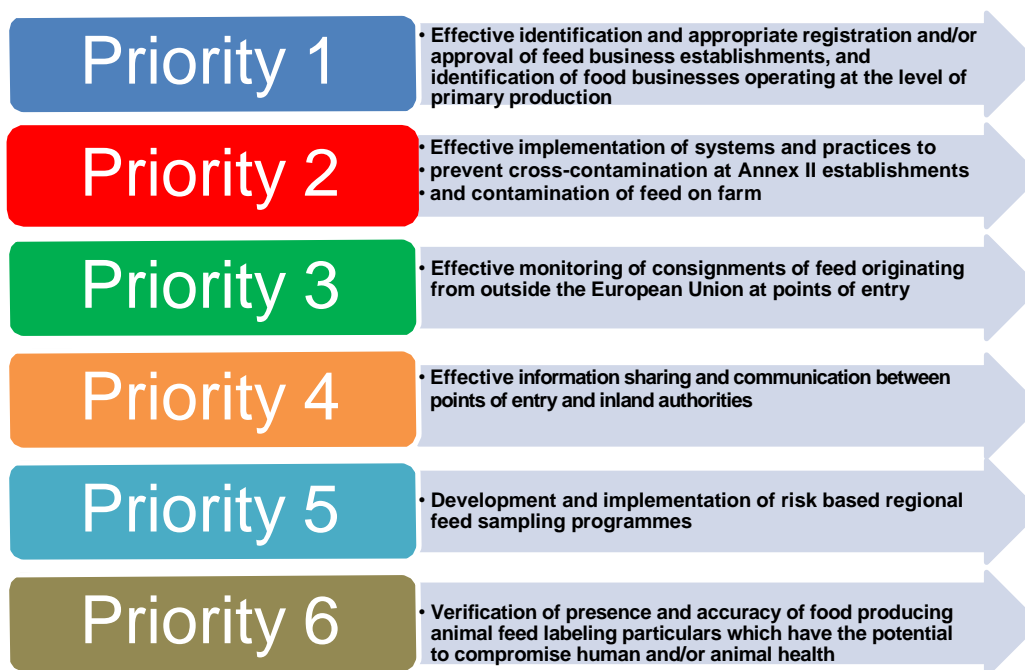 Priority 1
• Effective identification and appropriate registration and/or
approval of feed business establishments, and
identification of food businesses operating at the level of
primary production
Priority 2
• Effective implementation of systems and practices to
• prevent cross-contamination at Annex II establishments
• and contamination of feed on farm
Priority 3
• Effective monitoring of consignments of feed originating
from outside the European Union at points of entry
Priority 4
• Effective information sharing and communication between
points of entry and inland authorities
Priority 5
• Development and implementation of risk based regional
feed sampling programmes
Priority 6
• Verification of presence and accuracy of food producing
animal feed labeling particulars which have the potential
to compromise human and/or animal health